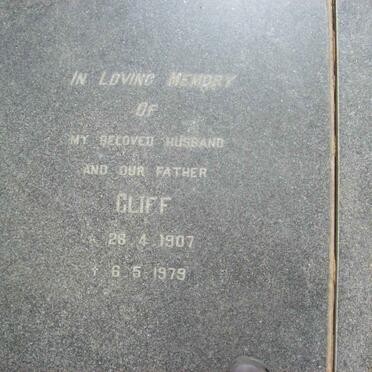 IN LOVING MEMORY
OF
MY BELOVED HUSBAND
AND OUR FATHER
CLIFF
* 28.4.1907
† 6.5.1979